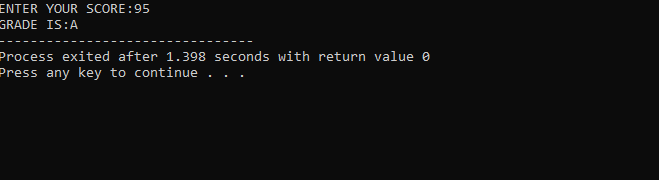 ENTER YOUR SCORE:95
GRADE IS:A
--------------------------------
Process exited after 1.398 seconds with return value 0
Press any key to continue . . .